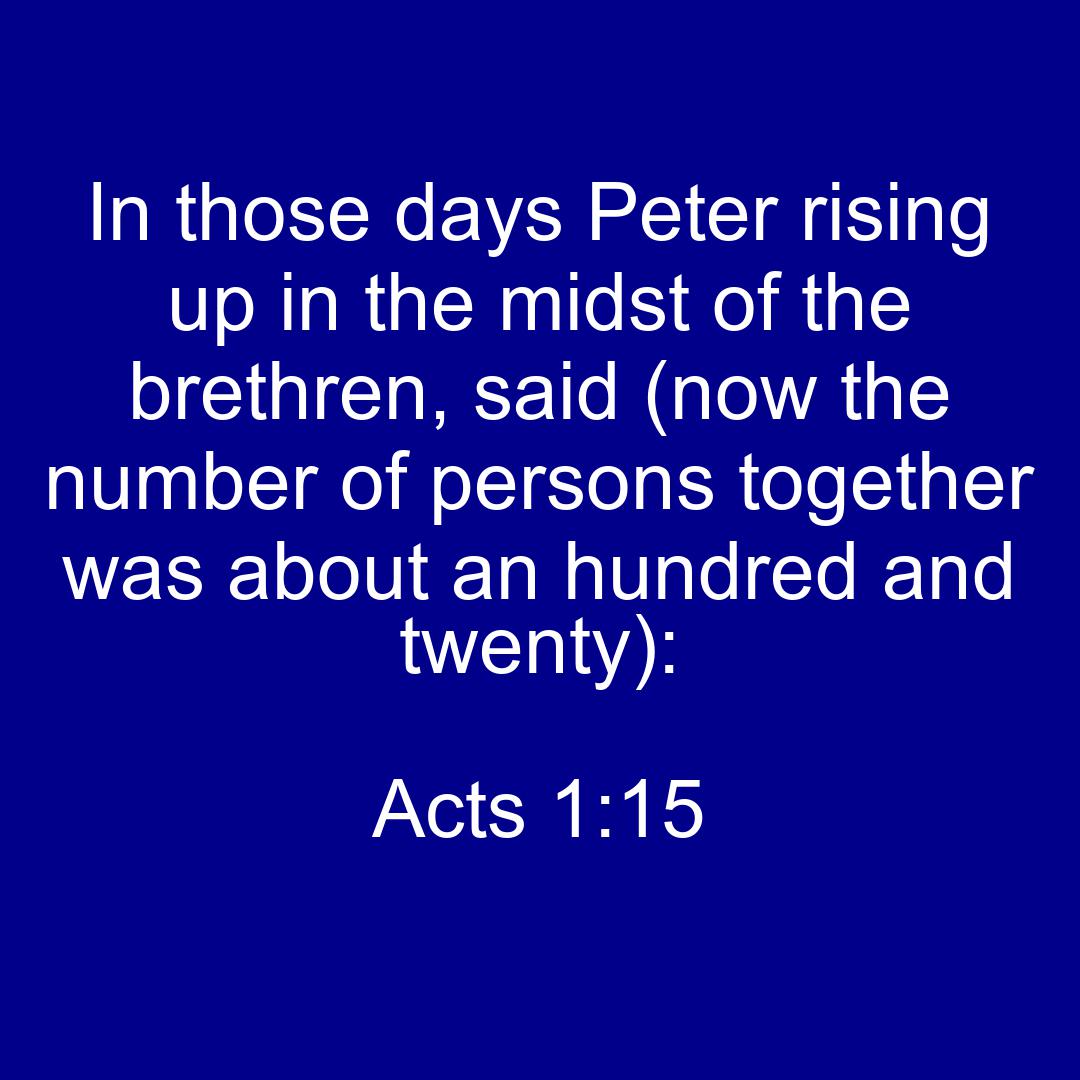 In those days Peter rising
up in the midst of the
brethren, said (now the
number of persons together
was about an hundred and
twenty):
Acts 1:15